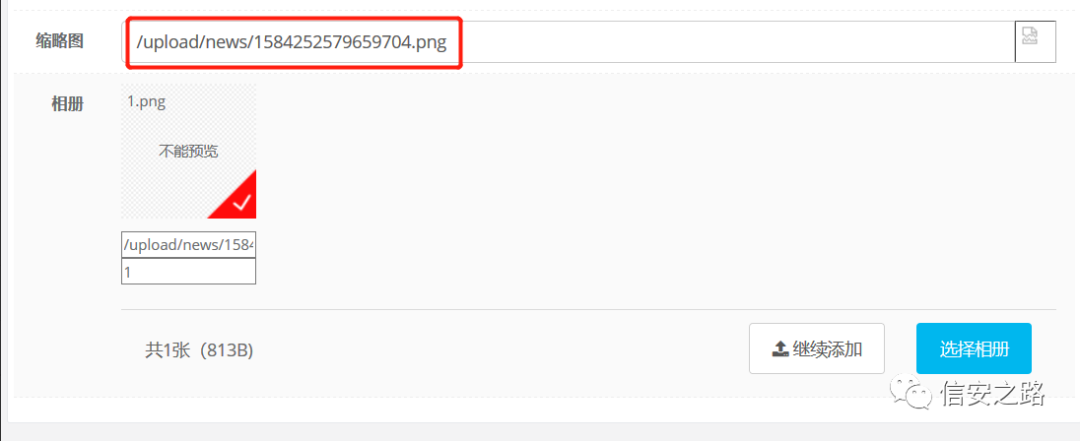 缩略图
/upload/news/1584252579659704.png
相册
1.png
不能预览
/upload/news/1584
1
共1张（813B)
继续添加
选择相册
信安之路